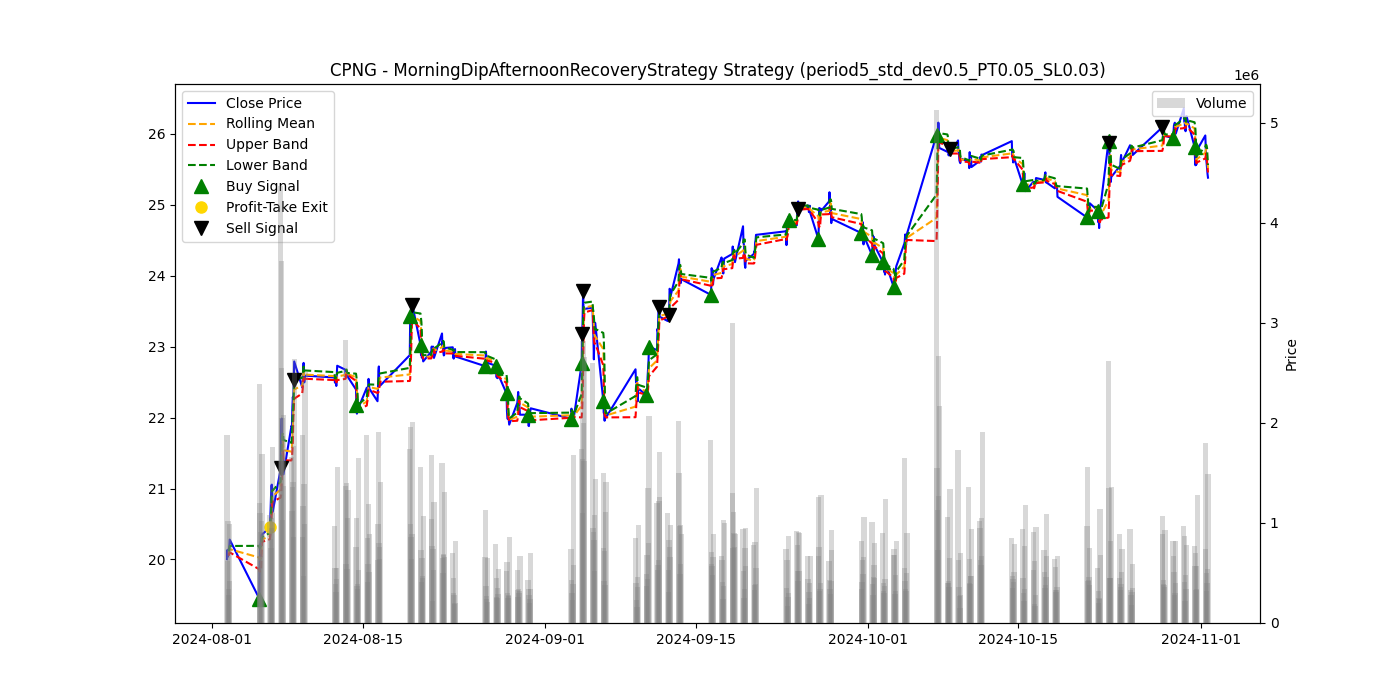 CPNG - MorningDipAfternoonRecoveryStrategy Strategy (period5_std_dev0.5_PT0.05_SL0.03)
1e6
Close Price
Rolling Mean
Upper Band
Lower Band
Buy Signal
Profit-Take Exit
Sell Signal
Volume
26
25
24
23
22
21
20
5
4
3
2
1
0
Price
2024-08-01
2024-08-15
2024-09-01
2024-09-15
2024-10-01
2024-10-15
2024-11-01